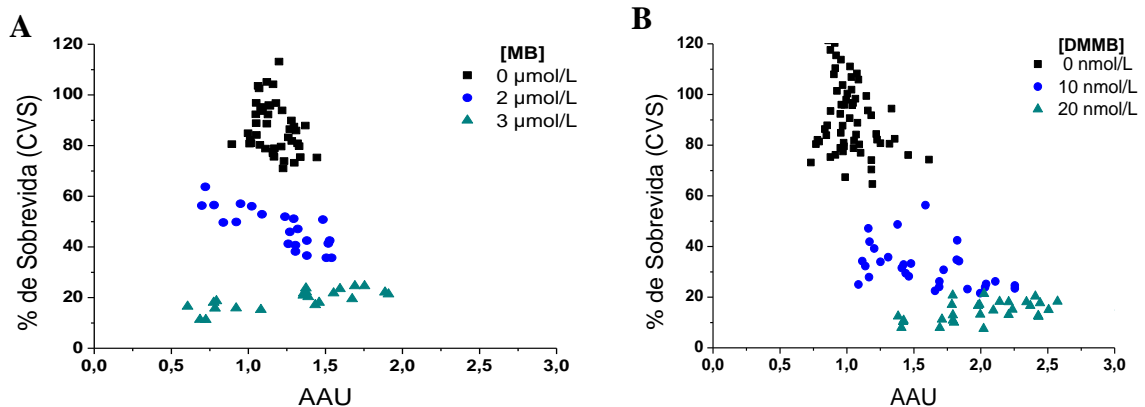 A
% de Sobrevida (CVS)
120
100
80
60
40
20
0
[MB]
0 µmol/L
2 µmol/L
3 µmol/L
0,0 0,5 1,0 1,5 2,0 2,5
AAU
B
% de Sobrevida (CVS)
120
100
80
60
40
20
0
[DMMB]
0 nmol/L
10 nmol/L
20 nmol/L
0,0 0,5 1,0 1,5 2,0 2,5 3,0
AAU